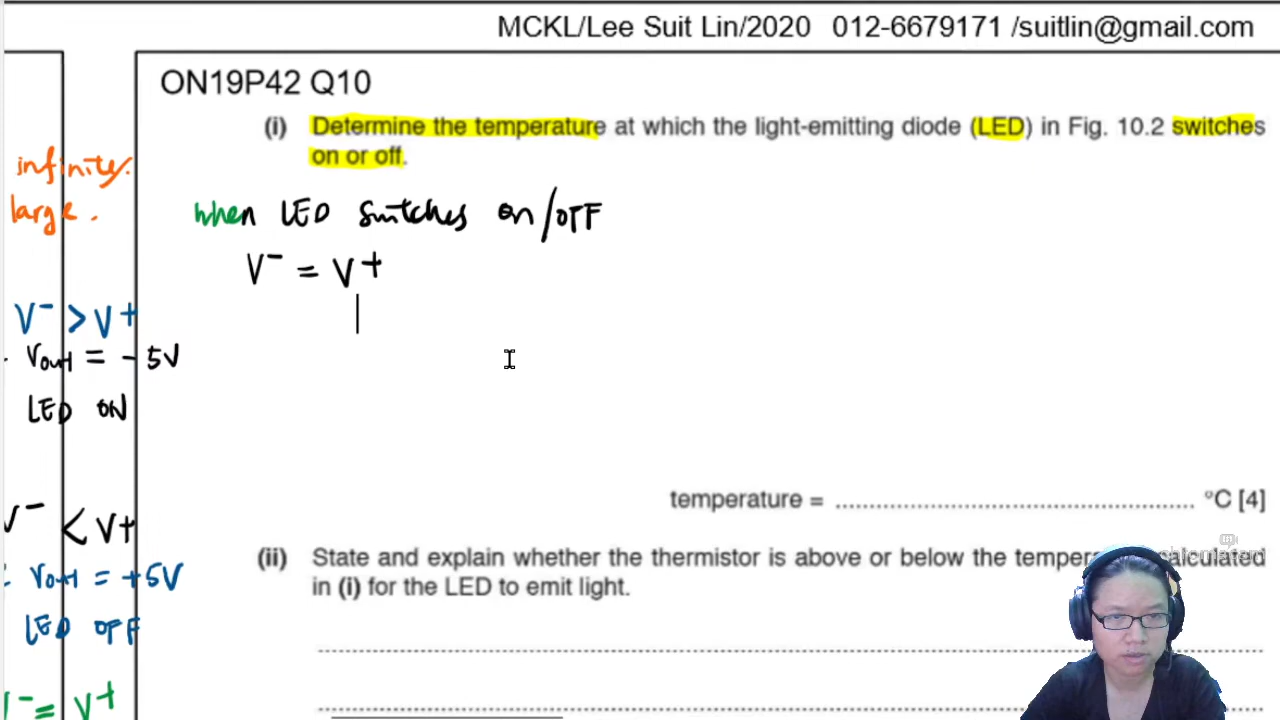 MCKL/Lee Suit Lin/2020 012-6679171 /suitlin@gmail.com
ON19P42 Q10
(i) Determine the temperature at which the light-emitting diode (LED) in Fig. 10.2 switches
on or off.
infinity.
large.
when LED switches on/OFF
V⁻ = V⁺
V⁻ > V⁺
Vout = -5V
LED ON
temperature = ............................................................ °C [4]
V⁻ < V⁺
Vout = +5V
LED OFF
V⁻ = V⁺
(ii) State and explain whether the thermistor is above or below the calculated
in (i) for the LED to emit light.